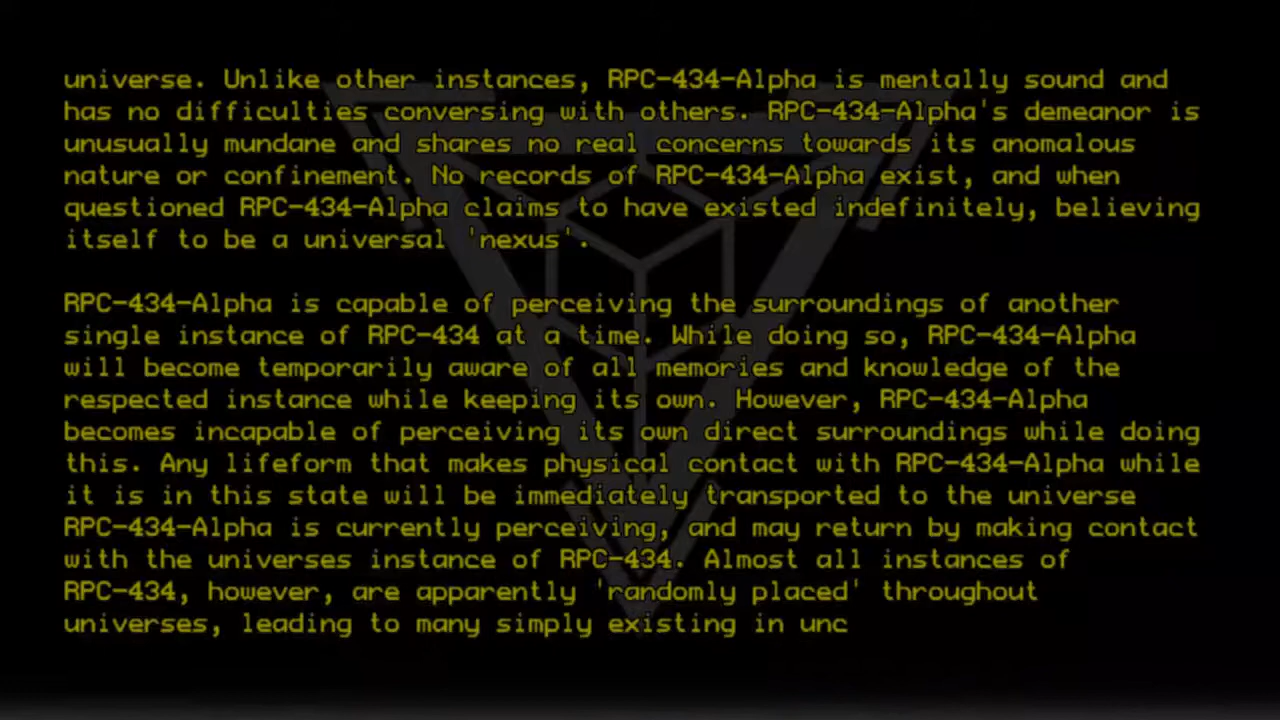 universe. Unlike other instances, RPC-434-Alpha is mentally sound and
has no difficulties conversing with others. RPC-434-Alpha's demeanor is
unusually mundane and shares no real concerns towards its anomalous
nature or confinement. No records of RPC-434-Alpha exist, and when
questioned RPC-434-Alpha claims to have existed indefinitely, believing
itself to be a universal 'nexus'.
RPC-434-Alpha is capable of perceiving the surroundings of another
single instance of RPC-434 at a time. While doing so, RPC-434-Alpha
will become temporarily aware of all memories and knowledge of the
respected instance while keeping its own. However, RPC-434-Alpha
becomes incapable of perceiving its own direct surroundings while doing
this. Any lifeform that makes physical contact with RPC-434-Alpha while
it is in this state will be immediately transported to the universe
RPC-434-Alpha is currently perceiving, and may return by making contact
with the universes instance of RPC-434. Almost all instances of
RPC-434, however, are apparently 'randomly placed' throughout
universes, leading to many simply existing in unc